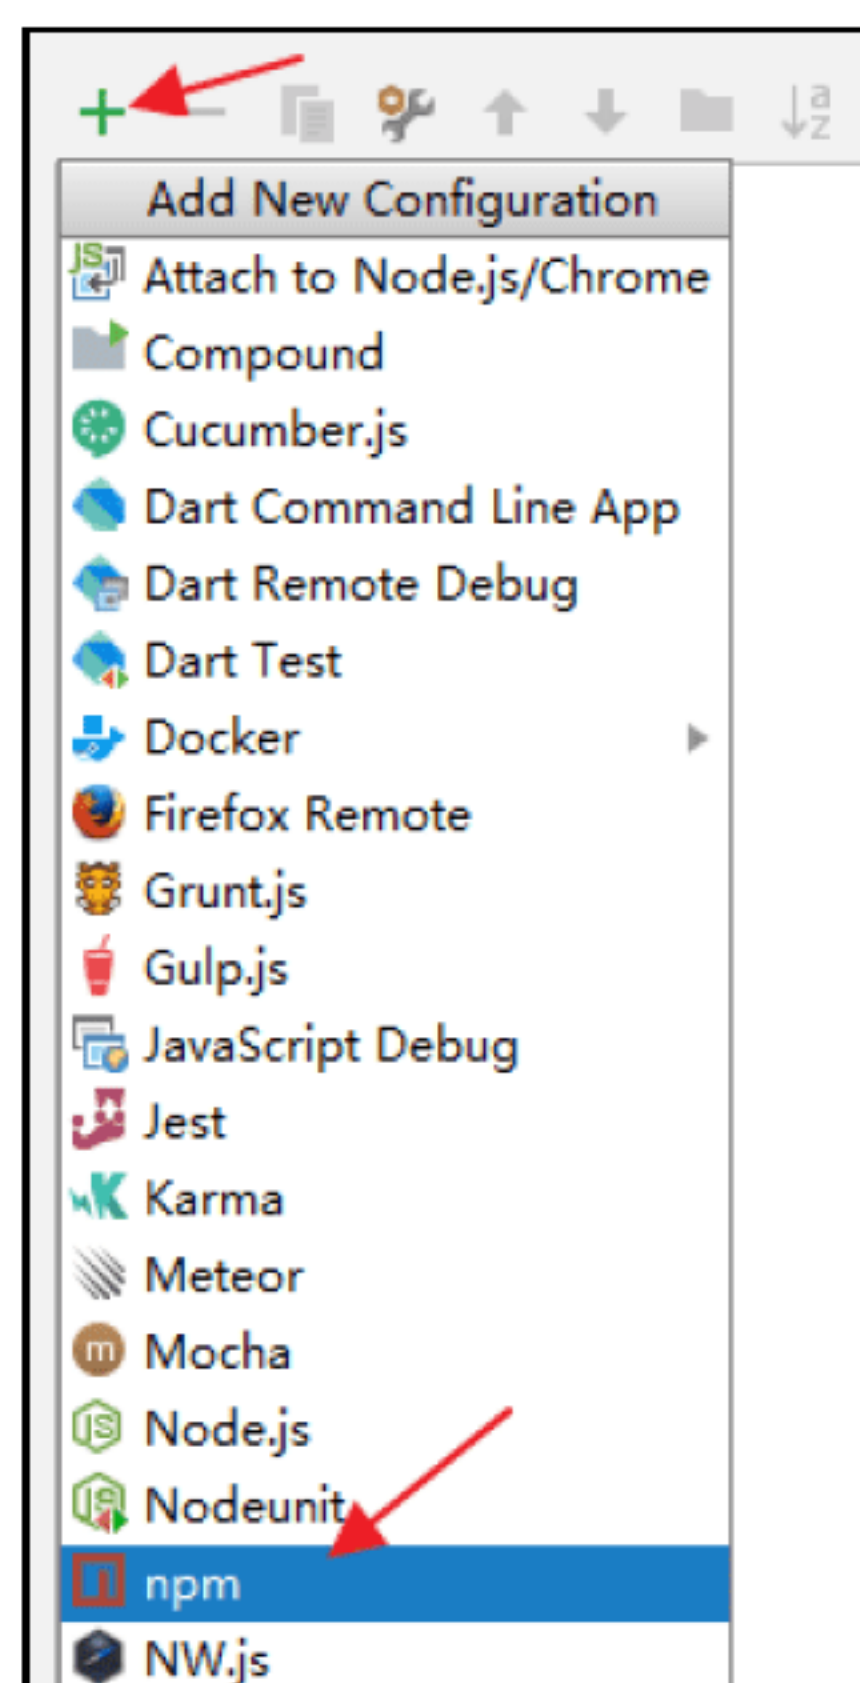 Add New Configuration
Attach to Node.js/Chrome
Compound
Cucumber.js
Dart Command Line App
Dart Remote Debug
Dart Test
Docker
Firefox Remote
Grunt.js
Gulp.js
JavaScript Debug
Jest
Karma
Meteor
Mocha
Node.js
Nodeunit
npm
NW.js